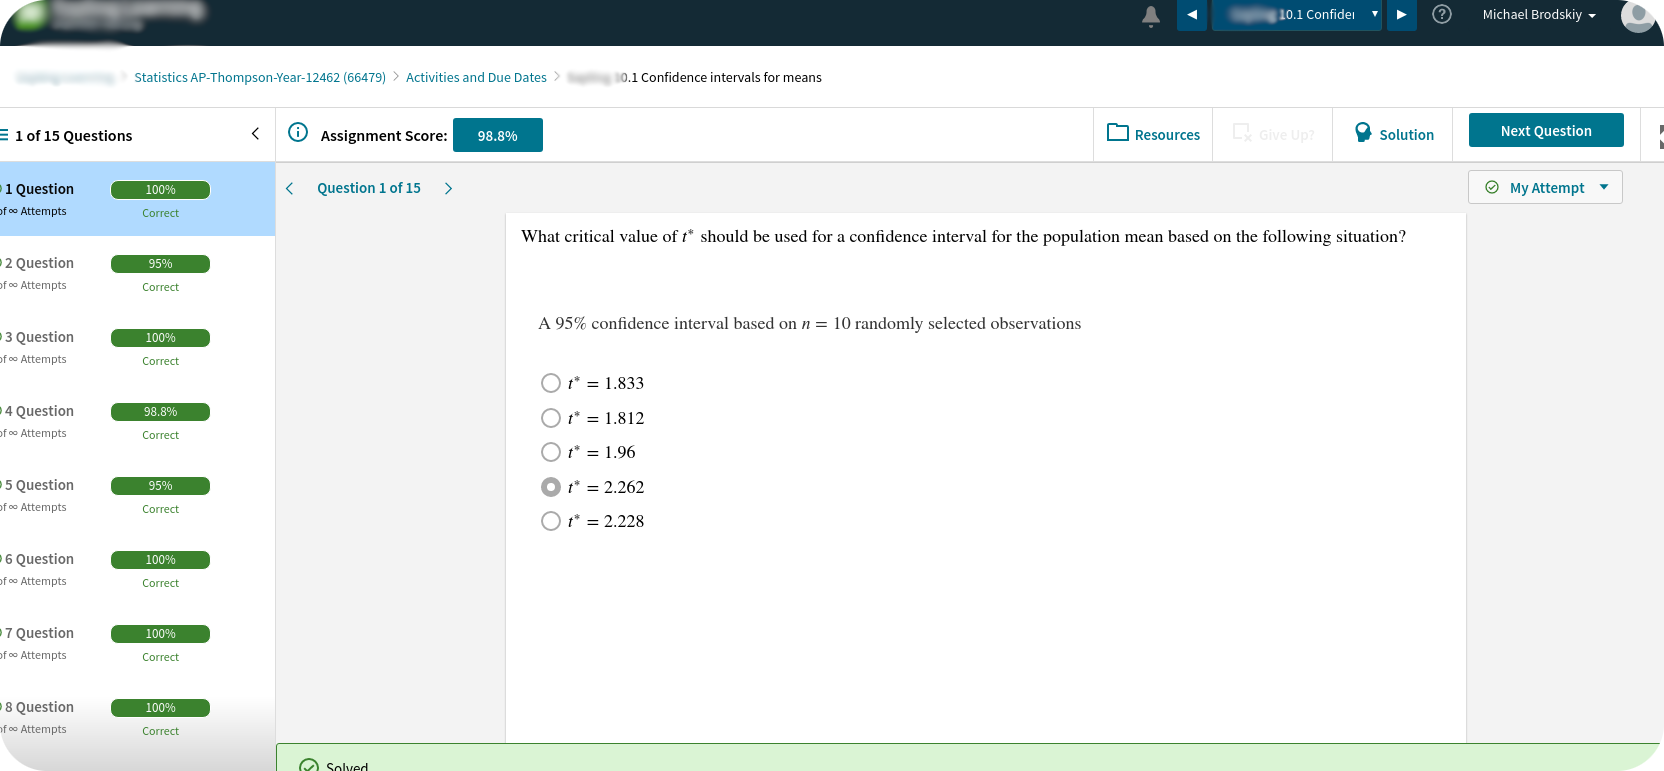 10.1 Confider
Michael Brodskiy
Statistics AP-Thompson-Year-12462 (66479) > Activities and Due Dates > 10.1 Confidence intervals for means
1 of 15 Questions
Assignment Score: 98.8%
Resources
Give Up?
Solution
Next Question
1 Question 100%
of ∞ Attempts Correct
Question 1 of 15
My Attempt
What critical value of t* should be used for a confidence interval for the population mean based on the following situation?
A 95% confidence interval based on n = 10 randomly selected observations
t* = 1.833
t* = 1.812
t* = 1.96
t* = 2.262
t* = 2.228
2 Question 95%
of ∞ Attempts Correct
3 Question 100%
of ∞ Attempts Correct
4 Question 98.8%
of ∞ Attempts Correct
5 Question 95%
of ∞ Attempts Correct
6 Question 100%
of ∞ Attempts Correct
7 Question 100%
of ∞ Attempts Correct
8 Question 100%
of ∞ Attempts Correct
Solved